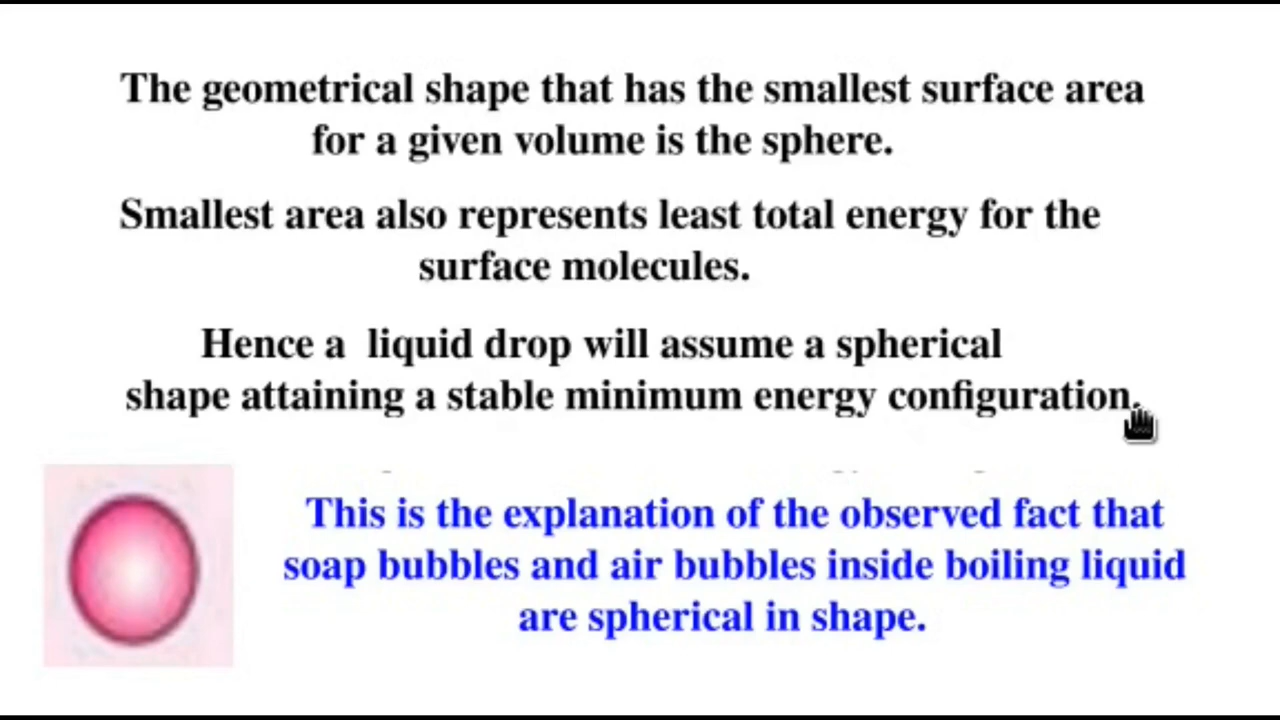 The geometrical shape that has the smallest surface area
for a given volume is the sphere.
Smallest area also represents least total energy for the
surface molecules.
Hence a liquid drop will assume a spherical
shape attaining a stable minimum energy configuration.
This is the explanation of the observed fact that
soap bubbles and air bubbles inside boiling liquid
are spherical in shape.